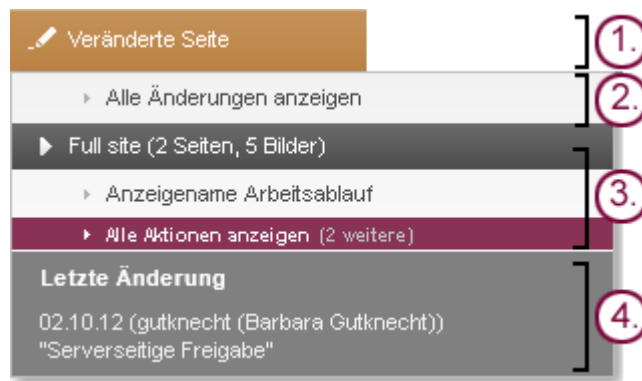 Veränderte Seite
1.
Alle Änderungen anzeigen
2.
Full site (2 Seiten, 5 Bilder)
Anzeigename Arbeitsablauf
3.
Alle Aktionen anzeigen (2 weitere)
Letzte Änderung
02.10.12 (gutknecht (Barbara Gutknecht))
4.
"Serverseitige Freigabe"